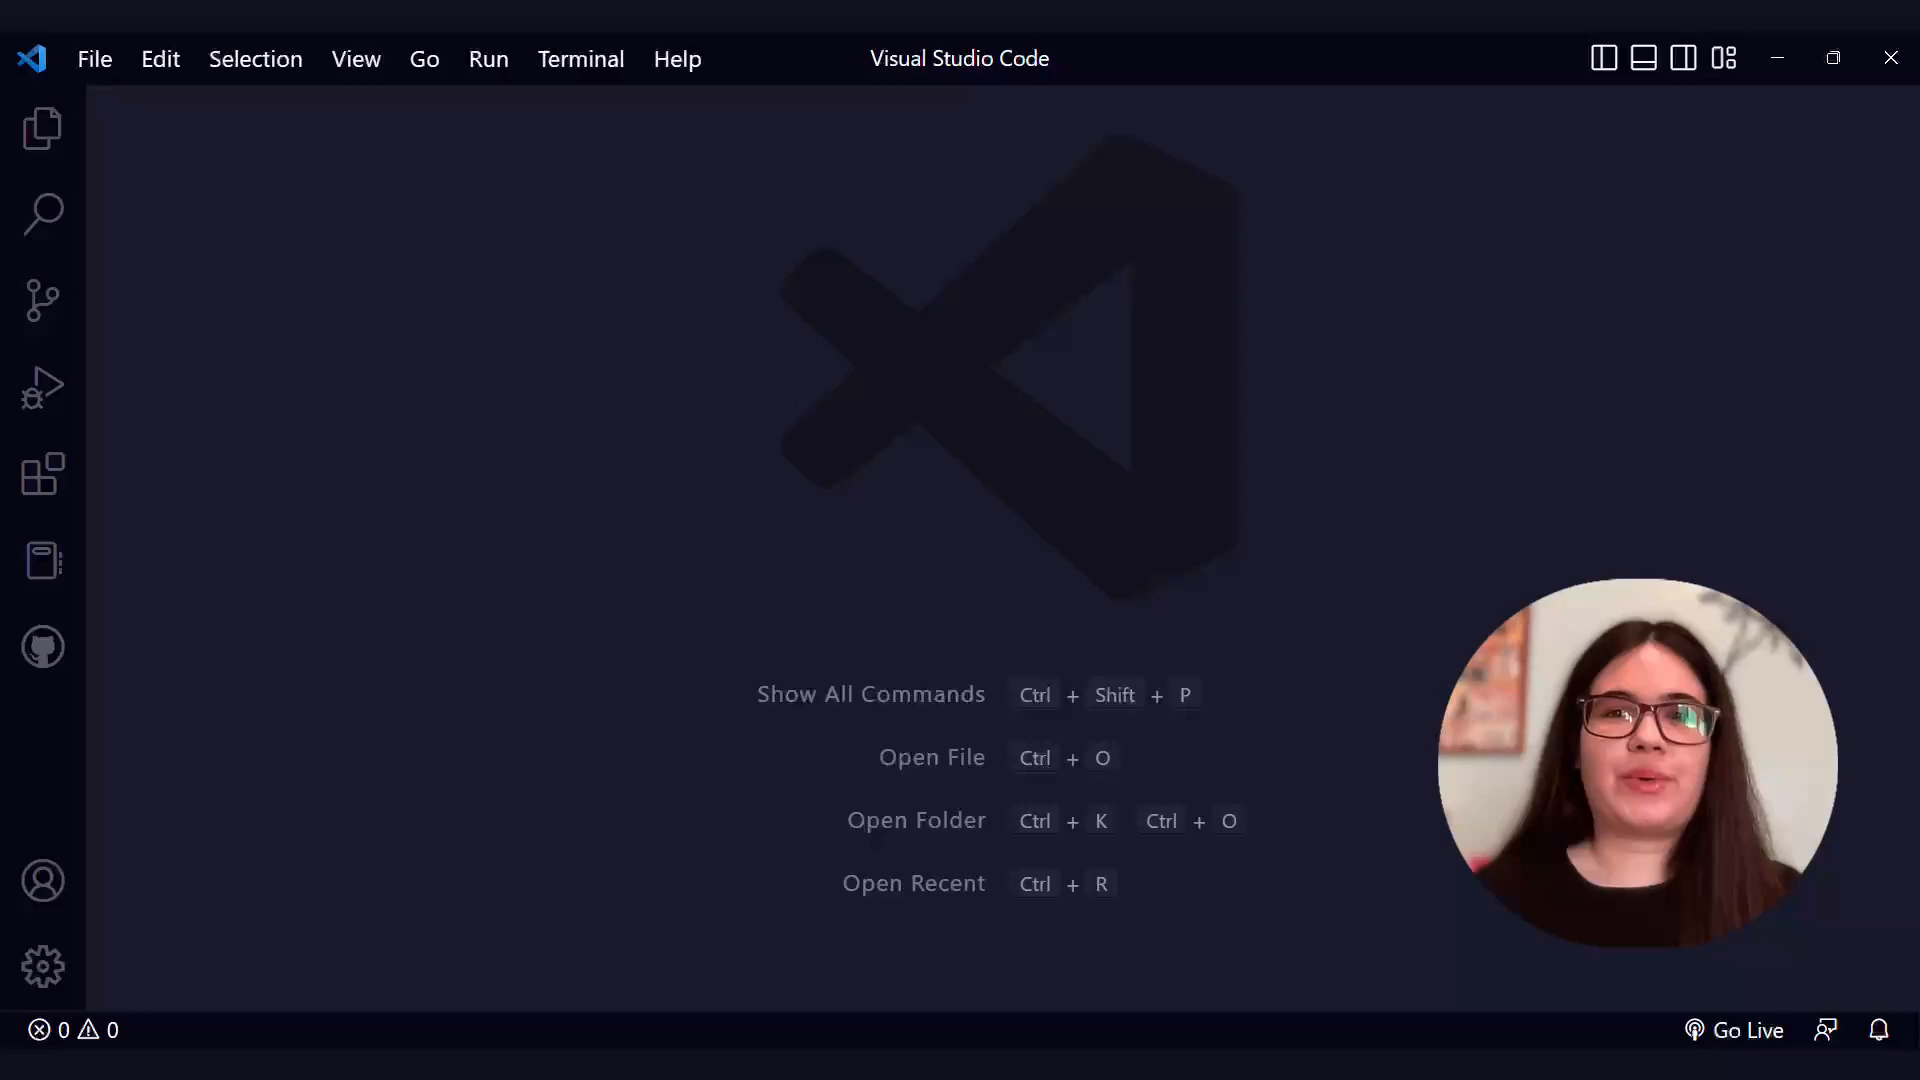 File Edit Selection View Go Run Terminal Help Visual Studio Code
Show All Commands Ctrl + Shift + P
Open File Ctrl + O
Open Folder Ctrl + K Ctrl + O
Open Recent Ctrl + R
0 0 Go Live